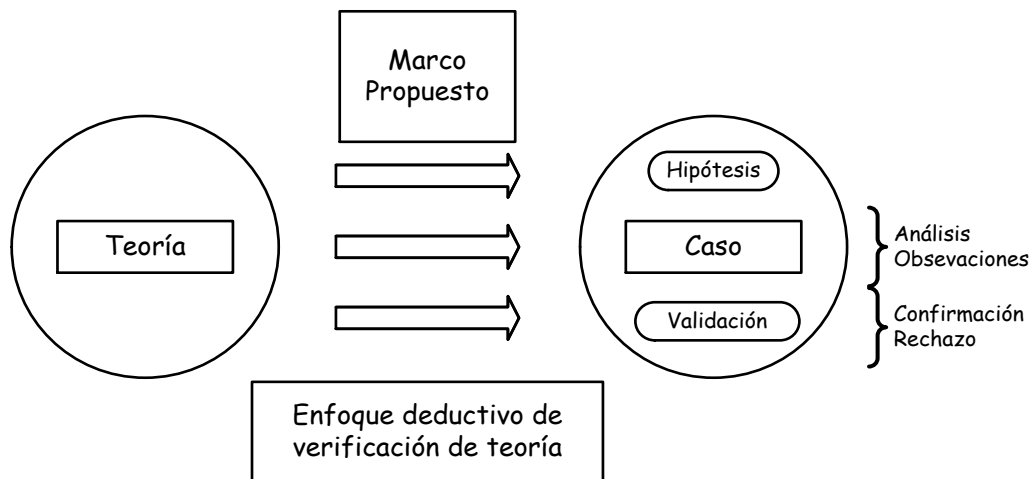 Marco
Propuesto
Hipótesis
Teoría
Caso
Análisis
Obsevaciones
Validación
Confirmación
Rechazo
Enfoque deductivo de
verificación de teoría